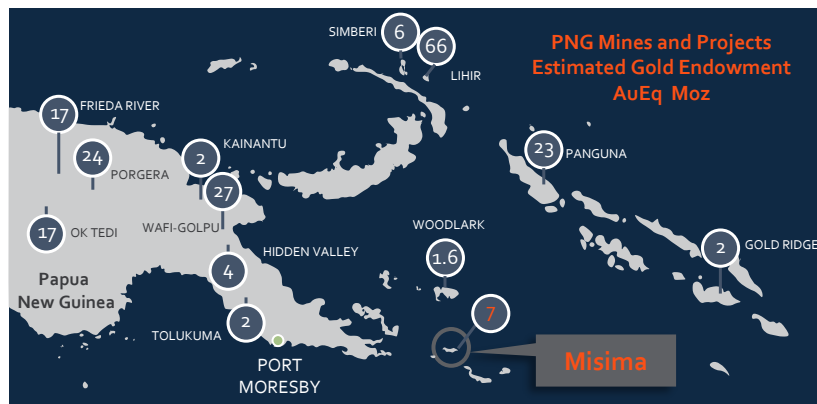 PNG Mines and Projects
Estimated Gold Endowment
AuEq Moz
SIMBERI
6
66
LIHIR
17
FRIEDA RIVER
24
PORGERA
2
KAINANTU
27
WAFI-GOLPU
23
PANGUNA
17
OK TEDI
4
HIDDEN VALLEY
WOODLARK
1.6
2
GOLD RIDGE
Papua
New Guinea
2
TOLUKUMA
PORT
MORESBY
7
Misima